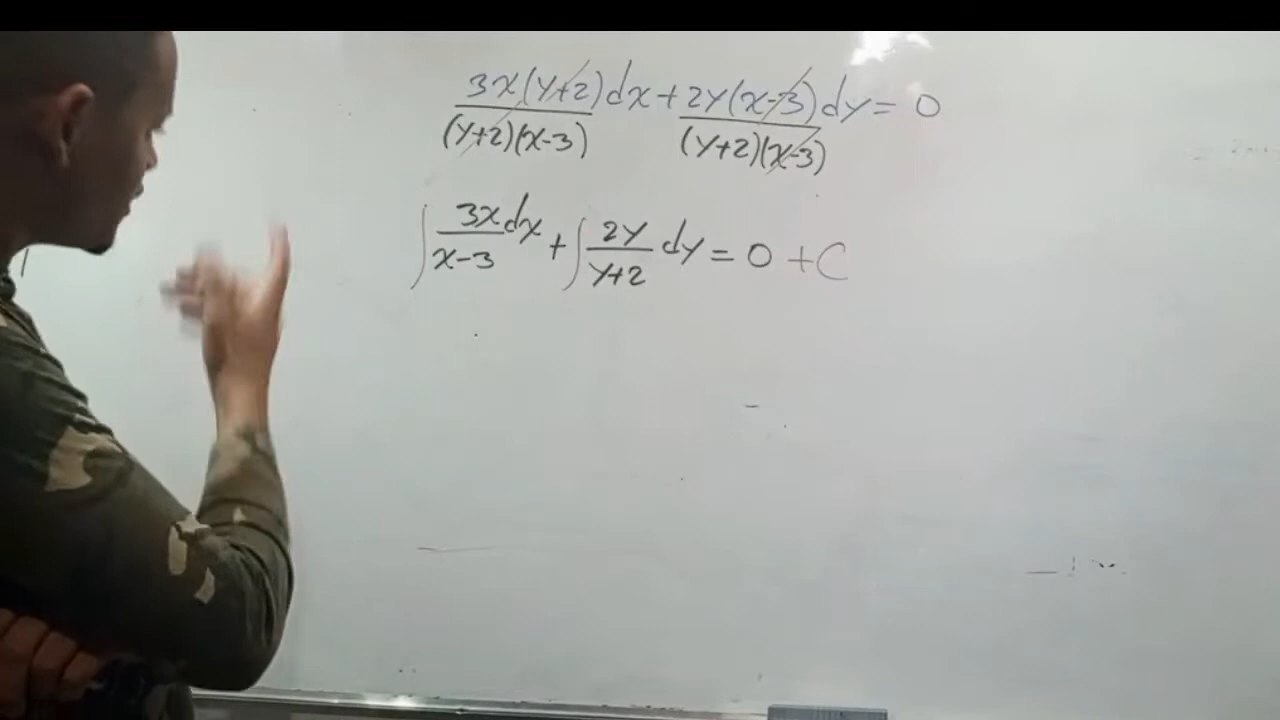 3x(y+2)dx + 2y(x-3)dy = 0
(y+2)(x-3) (y+2)(x-3)
∫ 3x dx + ∫ 2y dy = 0 + C
x-3 y+2